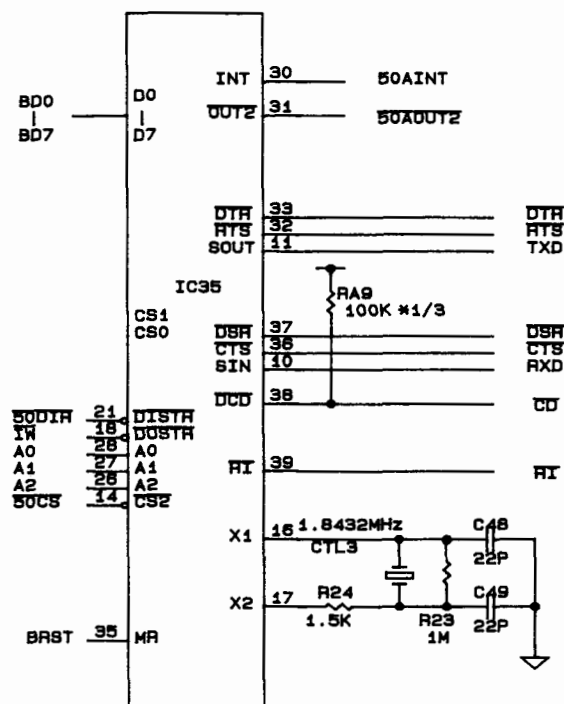 INT 30 50AINT
BD0 D0 OUT2 31 50AOUT2
BD7 D7
DTR 33 DTR
RTS 32 RTS
SOUT 11 TXD
IC35 RA9
100K *1/3
CS1
CS0 DSR 37 DSR
CTS 36 CTS
SIN 10 RXD
DCD 38 CD
50DIR 21 DISTR
IW 18 DOSTR
A0 28 A0
A1 27 A1 RI 39 RI
A2 26 A2
50CS 14 CS2
X1 16 1.8432MHz C48
CTL3 22P
X2 17 R24 C49
1.5K R23 22P
1M
BRST 35 MR